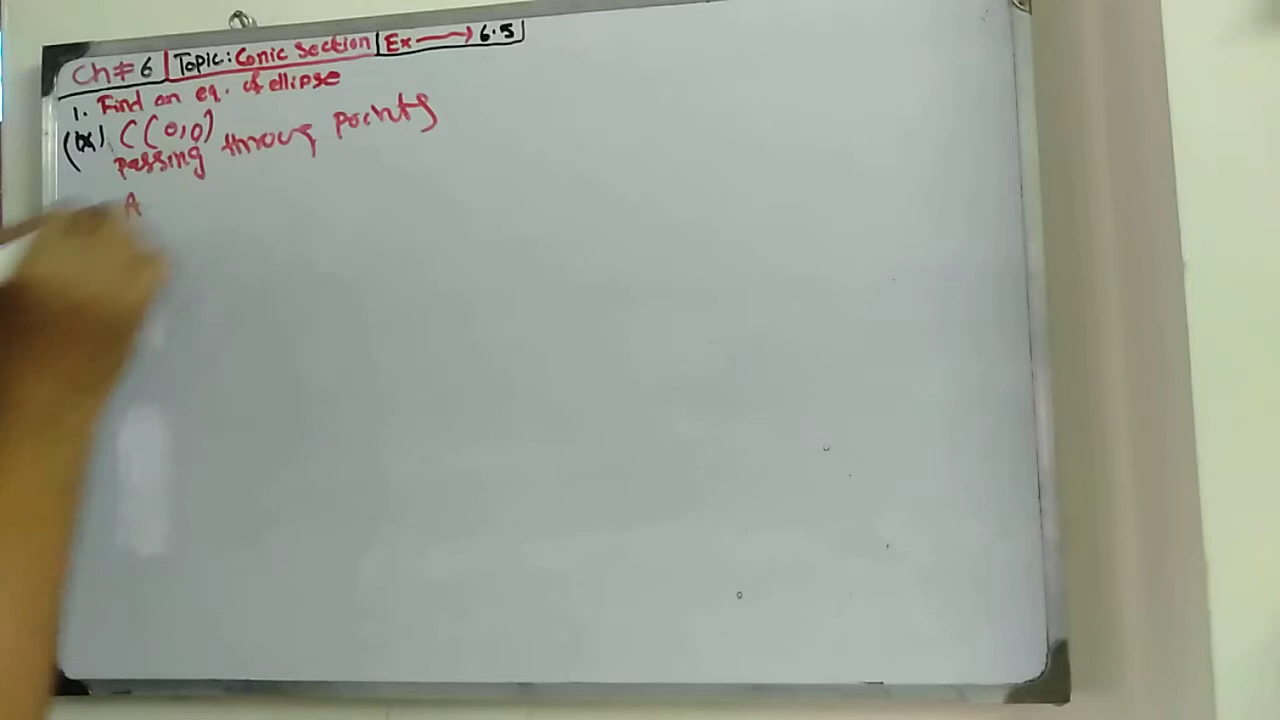 Ch # 6 | Topic: Conic Section | Ex → 6.5
1. Find an eq. of ellipse
(ix) C(0,0)
passing throug points
A